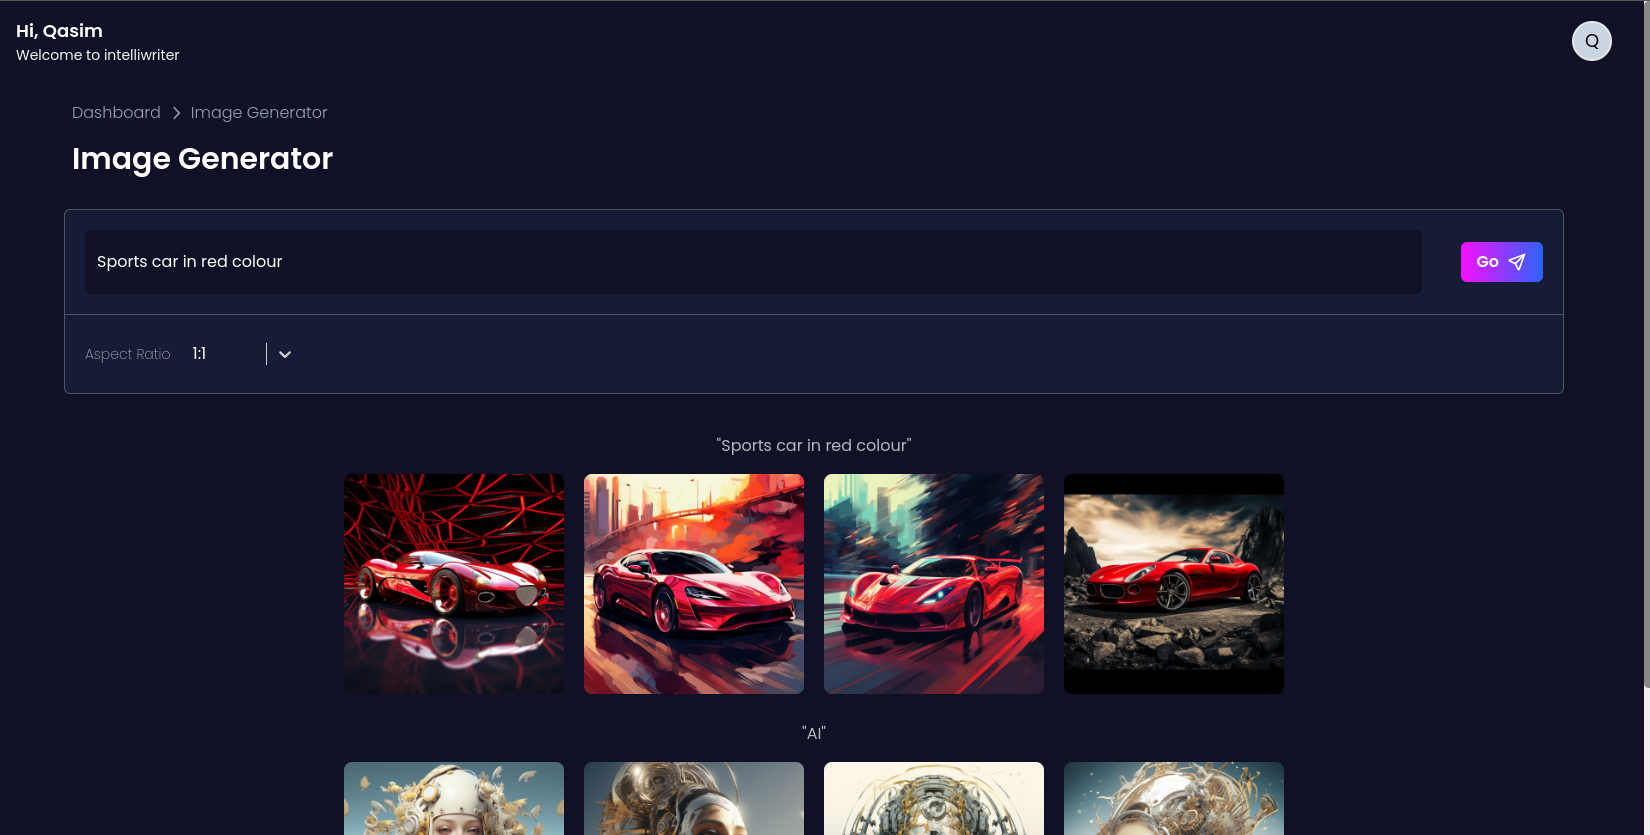 Hi, Qasim
Welcome to intelliwriter
Q
Dashboard > Image Generator
Image Generator
Sports car in red colour
Go
Aspect Ratio 1:1
"Sports car in red colour"
"AI"